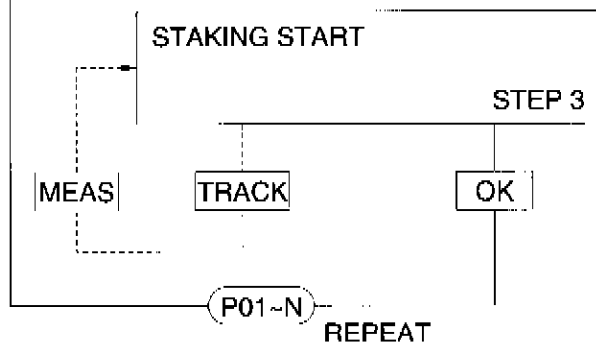 STAKING START
STEP 3
MEAS
TRACK
OK
P01~N
REPEAT